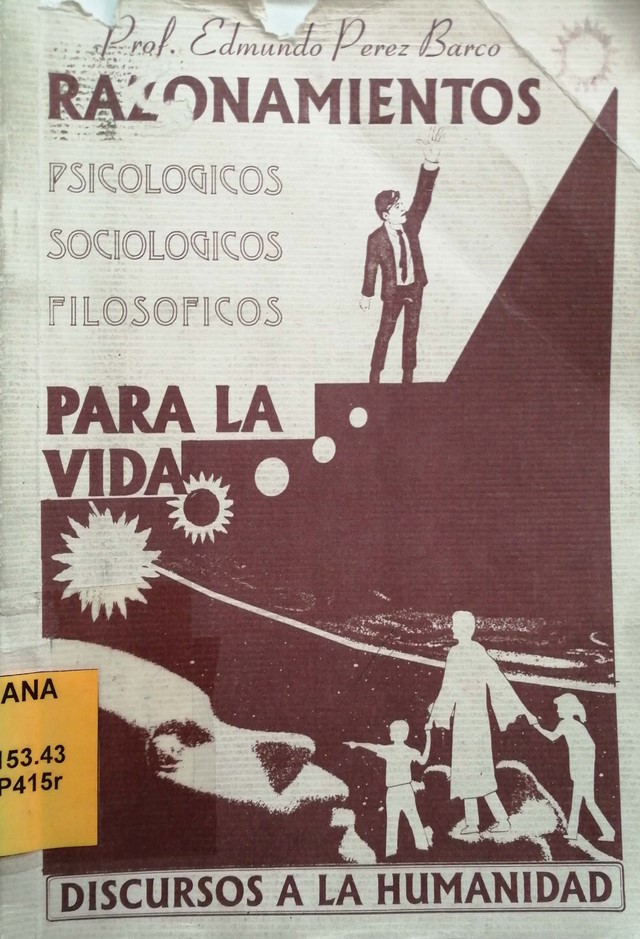 Prof. Edmundo Perez Barco
RAZONAMIENTOS
PSICOLOGICOS
SOCIOLOGICOS
FILOSOFICOS
PARA LA
VIDA
ANA
153.43
P415r
DISCURSOS A LA HUMANIDAD